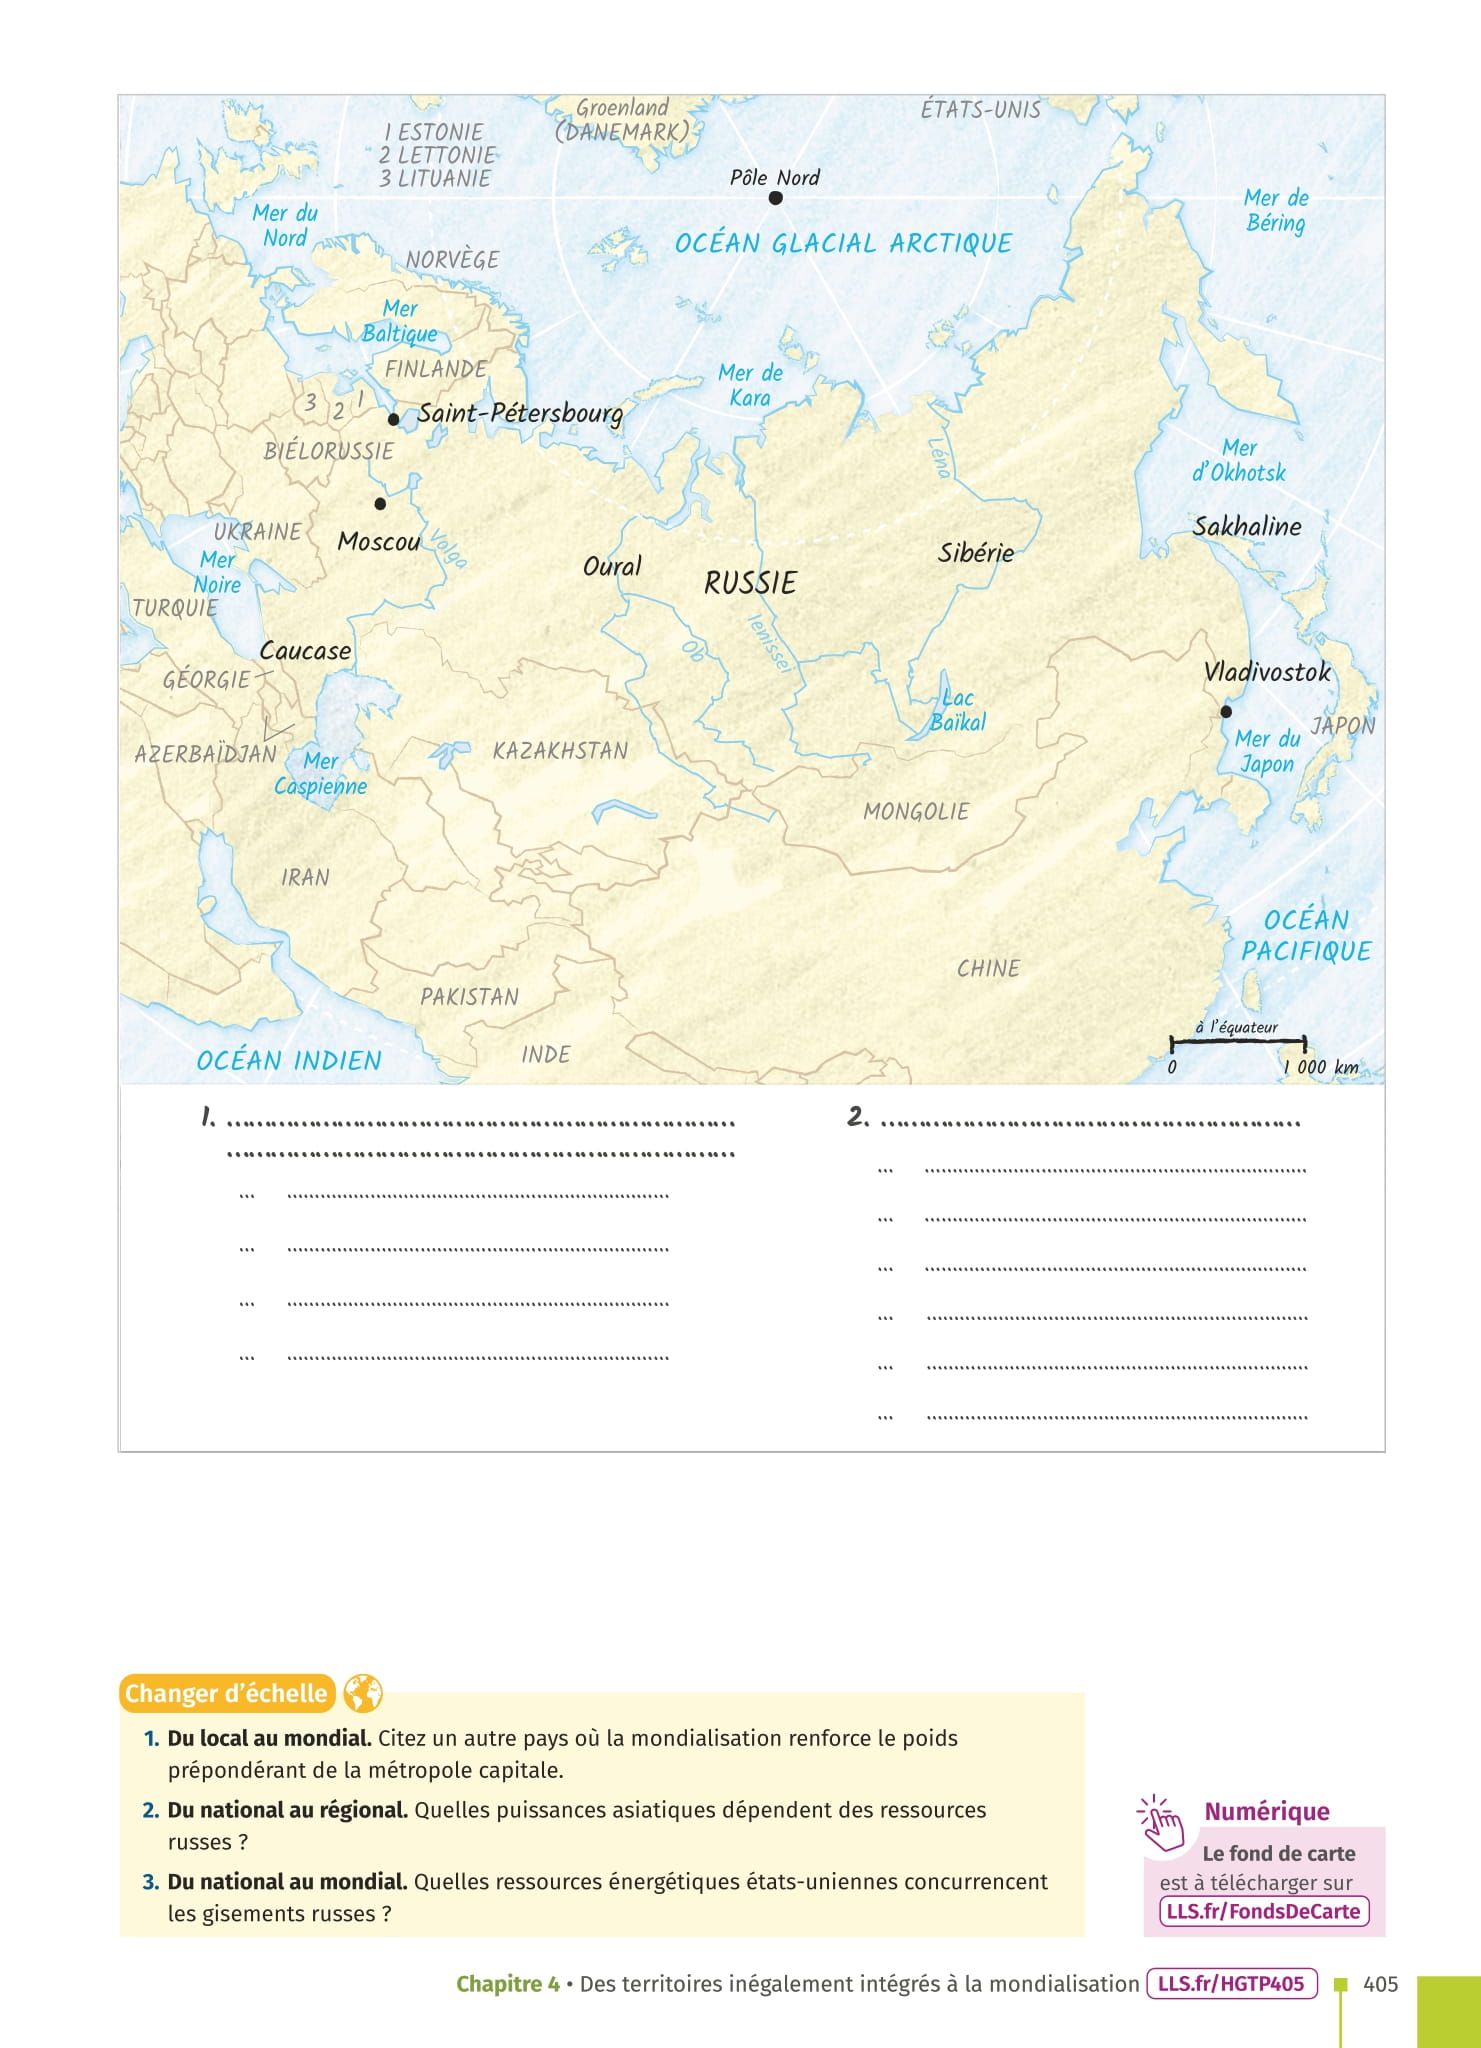 Groenland
(DANEMARK)
ÉTATS-UNIS
1 ESTONIE
2 LETTONIE
3 LITUANIE
Pôle Nord
Mer du
Nord
Mer de
Béring
OCÉAN GLACIAL ARCTIQUE
NORVÈGE
Mer
Baltique
FINLANDE
Mer de
Kara
3
2
1
Saint-Pétersbourg
BIÉLORUSSIE
Léna
Mer
d'Okhotsk
Sakhaline
UKRAINE
Moscou
Volga
Mer
Noire
Oural
RUSSIE
Sibérie
TURQUIE
Ienisseï
Ob
Caucase
GÉORGIE
Vladivostok
Lac
Baïkal
JAPON
AZERBAÏDJAN
Mer
Caspienne
KAZAKHSTAN
Mer du
Japon
MONGOLIE
IRAN
OCÉAN
PACIFIQUE
CHINE
PAKISTAN
INDE
OCÉAN INDIEN
à l'équateur
0 1 000 km
1. ........................................
........................................
... ........................................
... ........................................
... ........................................
... ........................................
2. ........................................
... ........................................
... ........................................
... ........................................
... ........................................
... ........................................
... ........................................
Changer d'échelle
1. Du local au mondial. Citez un autre pays où la mondialisation renforce le poids
prépondérant de la métropole capitale.
2. Du national au régional. Quelles puissances asiatiques dépendent des ressources
russes ?
3. Du national au mondial. Quelles ressources énergétiques états-uniennes concurrencent
les gisements russes ?
Numérique
Le fond de carte
est à télécharger sur
LLS.fr/FondsDeCarte
Chapitre 4 • Des territoires inégalement intégrés à la mondialisation LLS.fr/HGTP405 405